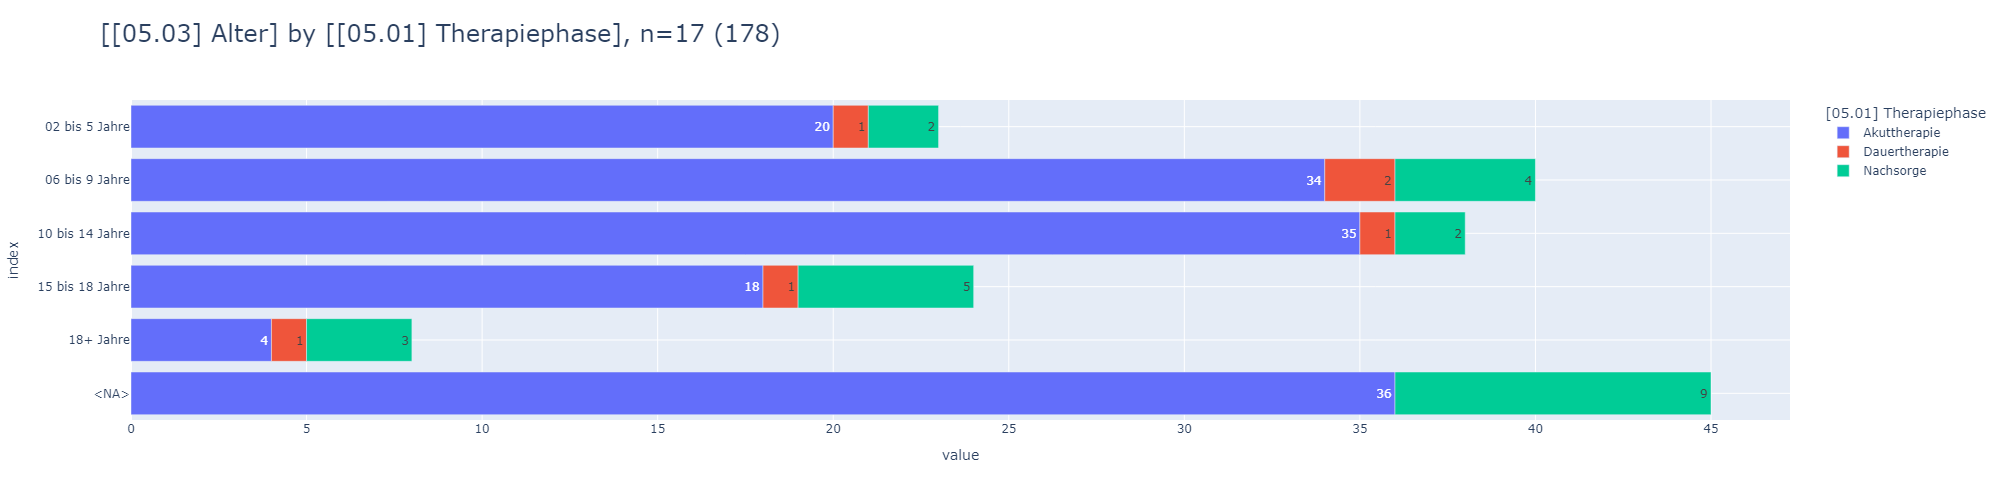 [[05.03] Alter] by [[05.01] Therapiephase], n=17 (178)
[05.01] Therapiephase
Akuttherapie
Dauertherapie
Nachsorge
index
02 bis 5 Jahre 20 1 2
06 bis 9 Jahre 34 2 4
10 bis 14 Jahre 35 1 2
15 bis 18 Jahre 18 1 5
18+ Jahre 4 1 3
<NA> 36 9
0 5 10 15 20 25 30 35 40 45
value